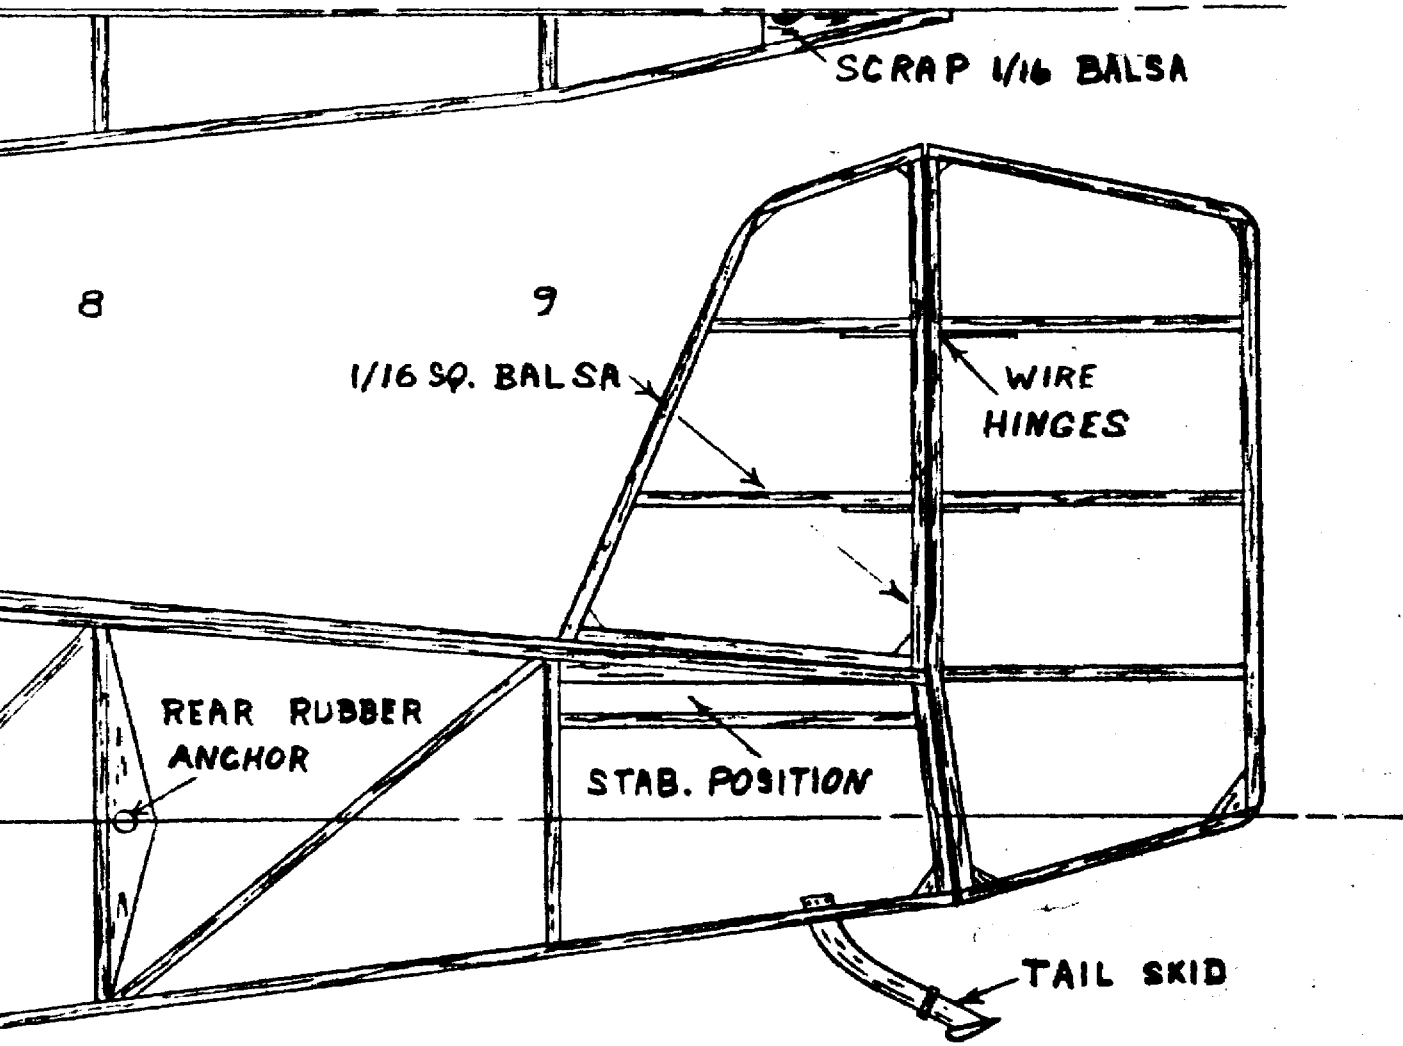 SCRAP 1/16 BALSA
8
9
1/16 SQ. BALSA
WIRE
HINGES
REAR RUBBER
ANCHOR
STAB. POSITION
TAIL SKID